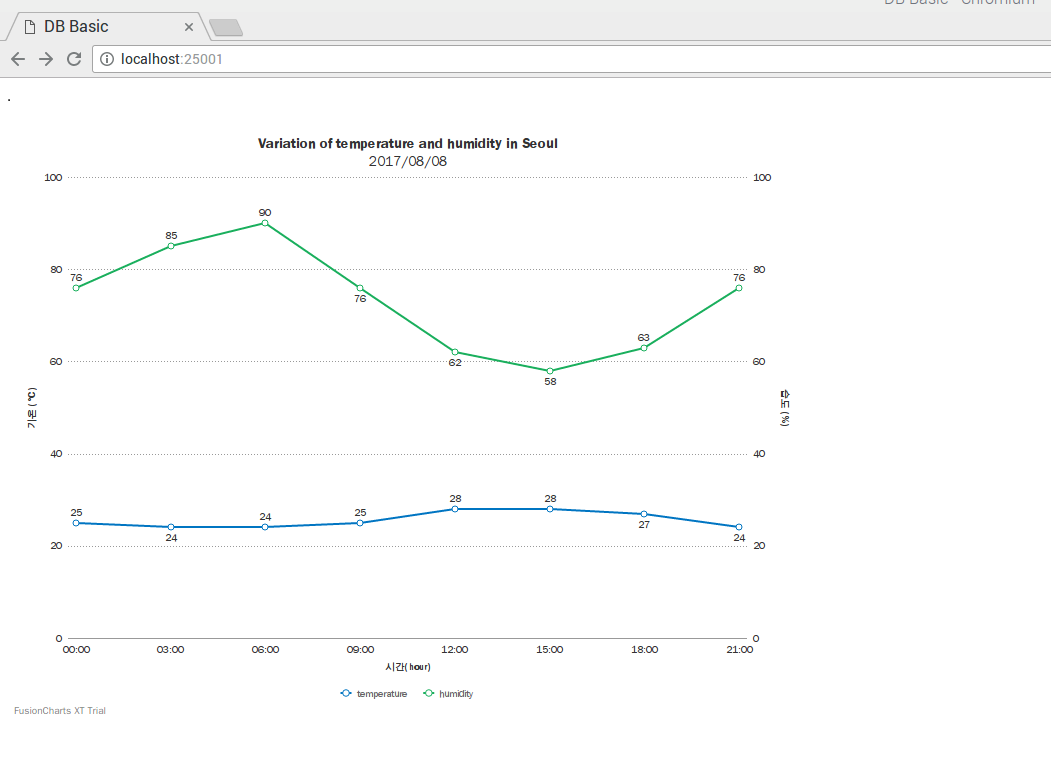 DB Basic - Chromium
DB Basic
localhost:25001
.
Variation of temperature and humidity in Seoul
2017/08/08
100 100
90
85
80 80
76 76 76
63
62
60 60
58
기온 (℃) 습도 (%)
40 40
28 28
25 24 25 27
24 24
20 20
0 0
00:00 03:00 06:00 09:00 12:00 15:00 18:00 21:00
시간( hour)
temperature humidity
FusionCharts XT Trial